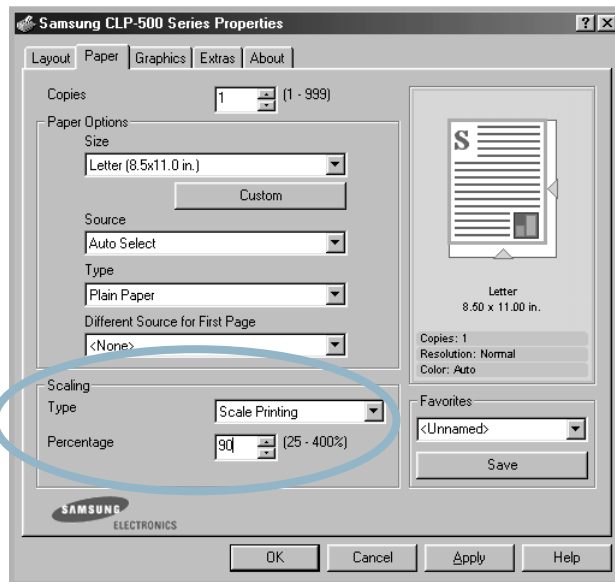 Samsung CLP-500 Series Properties
Layout Paper Graphics Extras About
Copies 1 (1 - 999)
Paper Options
Size
Letter (8.5x11.0 in.)
Custom
Source
Auto Select
Type
Plain Paper
Different Source for First Page
<None>
Scaling
Type Scale Printing
Percentage 90 (25 - 400%)
SAMSUNG
ELECTRONICS
S
Letter
8.50 x 11.00 in.
Copies: 1
Resolution: Normal
Color: Auto
Favorites
<Unnamed>
Save
OK Cancel Apply Help